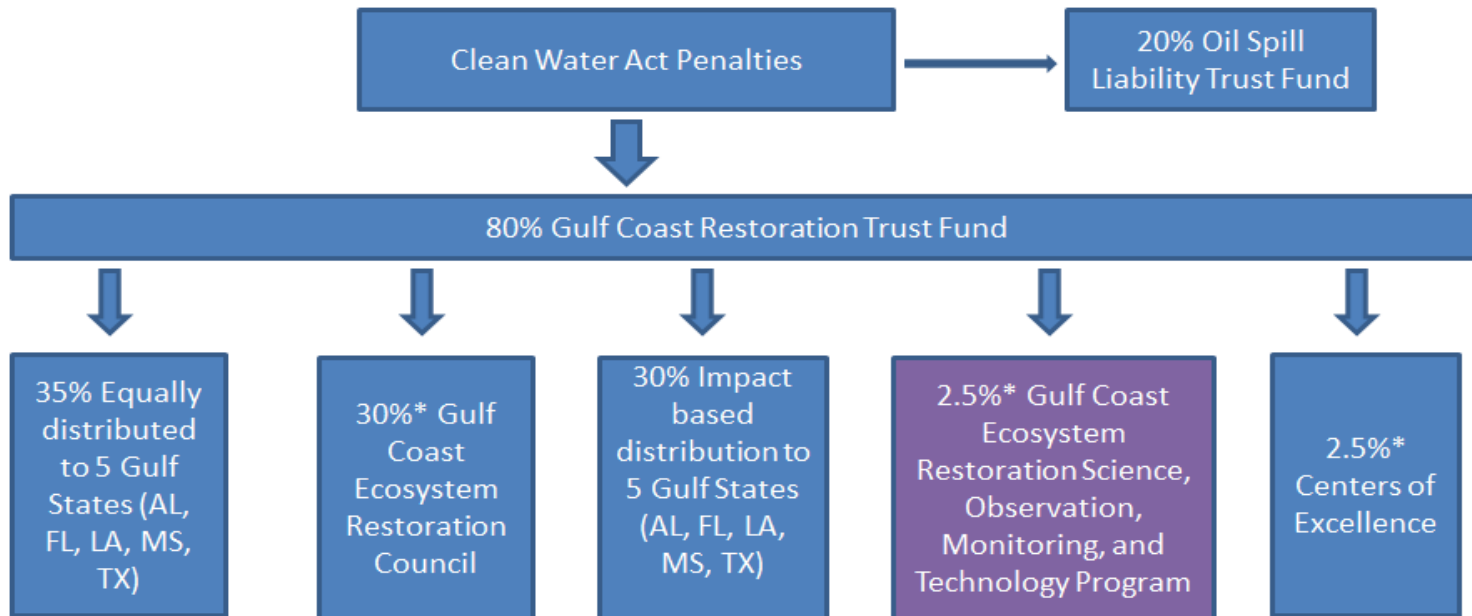 Clean Water Act Penalties
20% Oil Spill
Liability Trust Fund
80% Gulf Coast Restoration Trust Fund
35% Equally
distributed
to 5 Gulf
States (AL,
FL, LA, MS,
TX)
30%* Gulf
Coast
Ecosystem
Restoration
Council
30% Impact
based
distribution to
5 Gulf States
(AL, FL, LA,
MS, TX)
2.5%* Gulf Coast
Ecosystem
Restoration Science,
Observation,
Monitoring, and
Technology Program
2.5%*
Centers of
Excellence